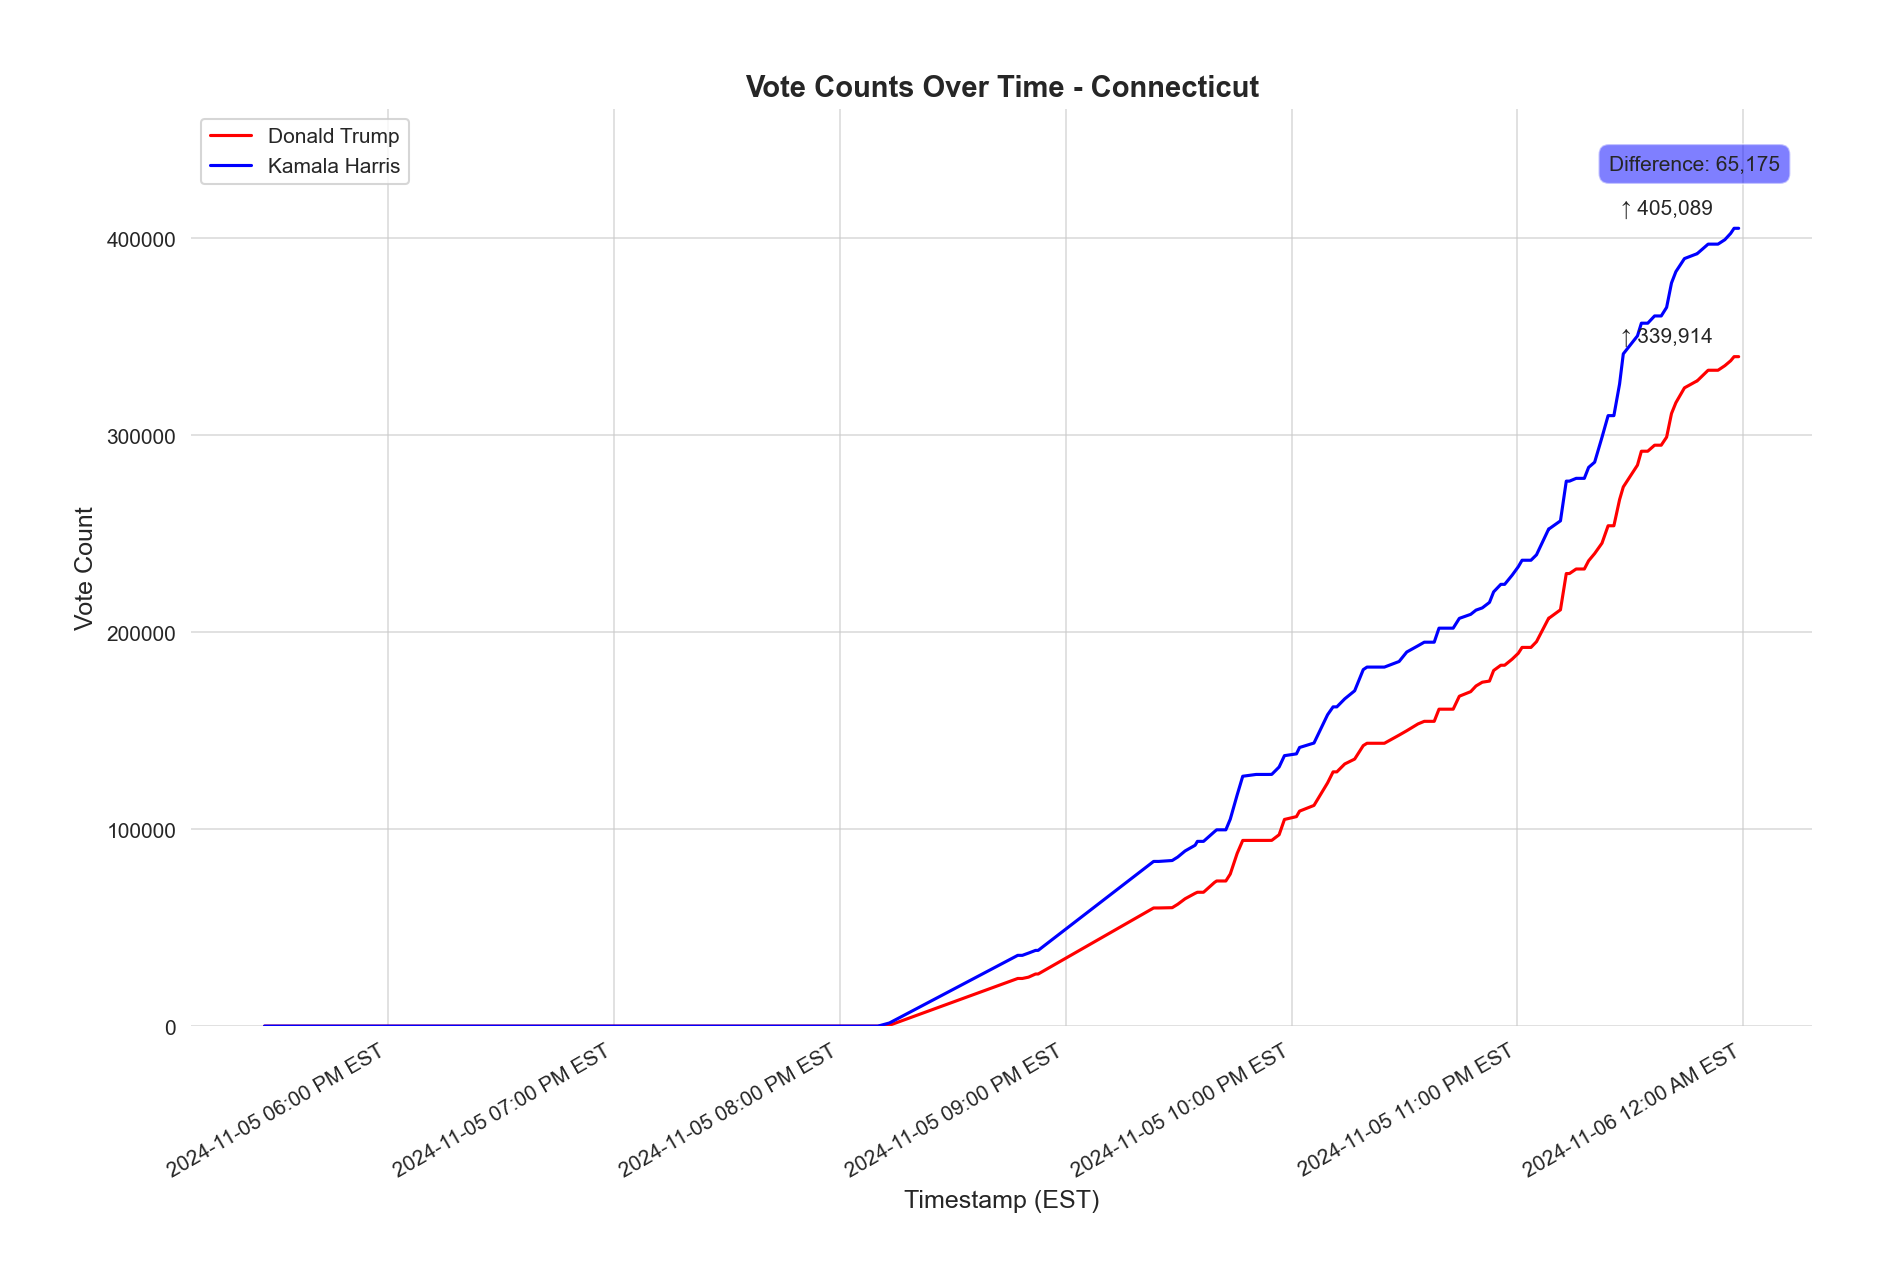 Vote Counts Over Time - Connecticut
Donald Trump
Kamala Harris
Difference: 65,175
↑ 405,089
↑ 339,914
Vote Count
400000
300000
200000
100000
0
2024-11-05 06:00 PM EST
2024-11-05 07:00 PM EST
2024-11-05 08:00 PM EST
2024-11-05 09:00 PM EST
2024-11-05 10:00 PM EST
2024-11-05 11:00 PM EST
2024-11-06 12:00 AM EST
Timestamp (EST)